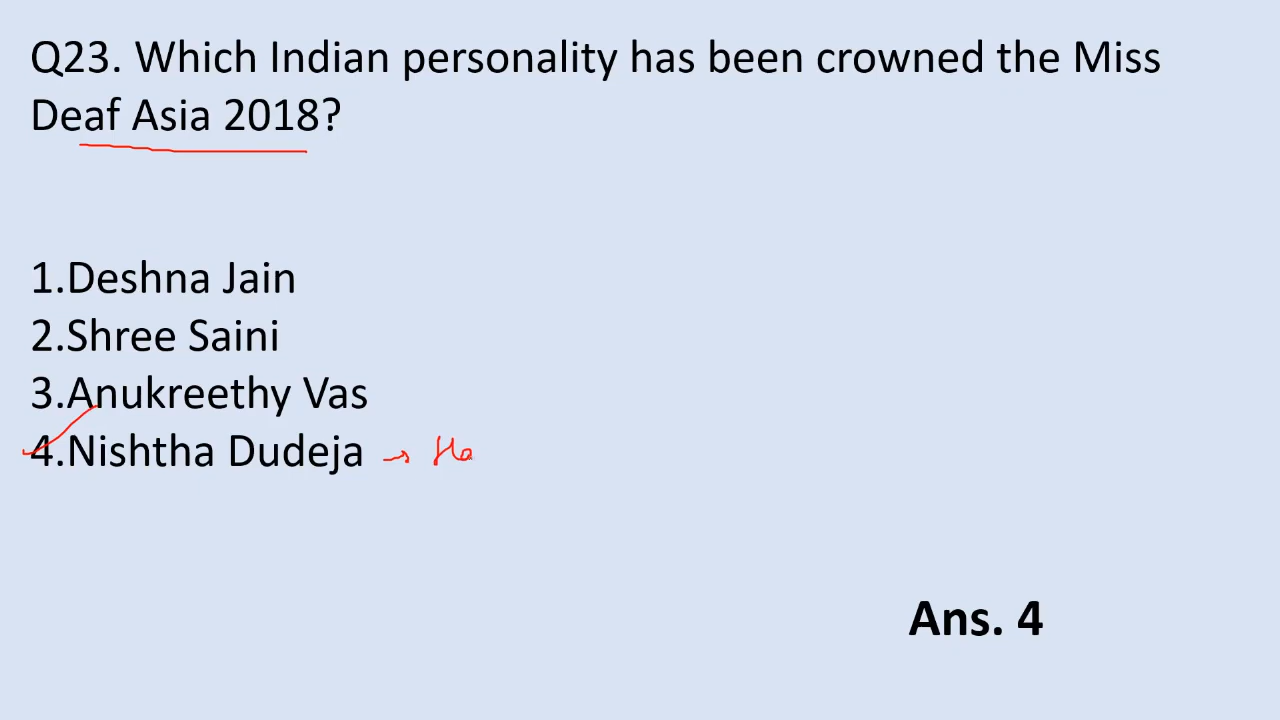 Q23. Which Indian personality has been crowned the Miss
Deaf Asia 2018?
1.Deshna Jain
2.Shree Saini
3.Anukreethy Vas
4.Nishtha Dudeja → Ha
Ans. 4